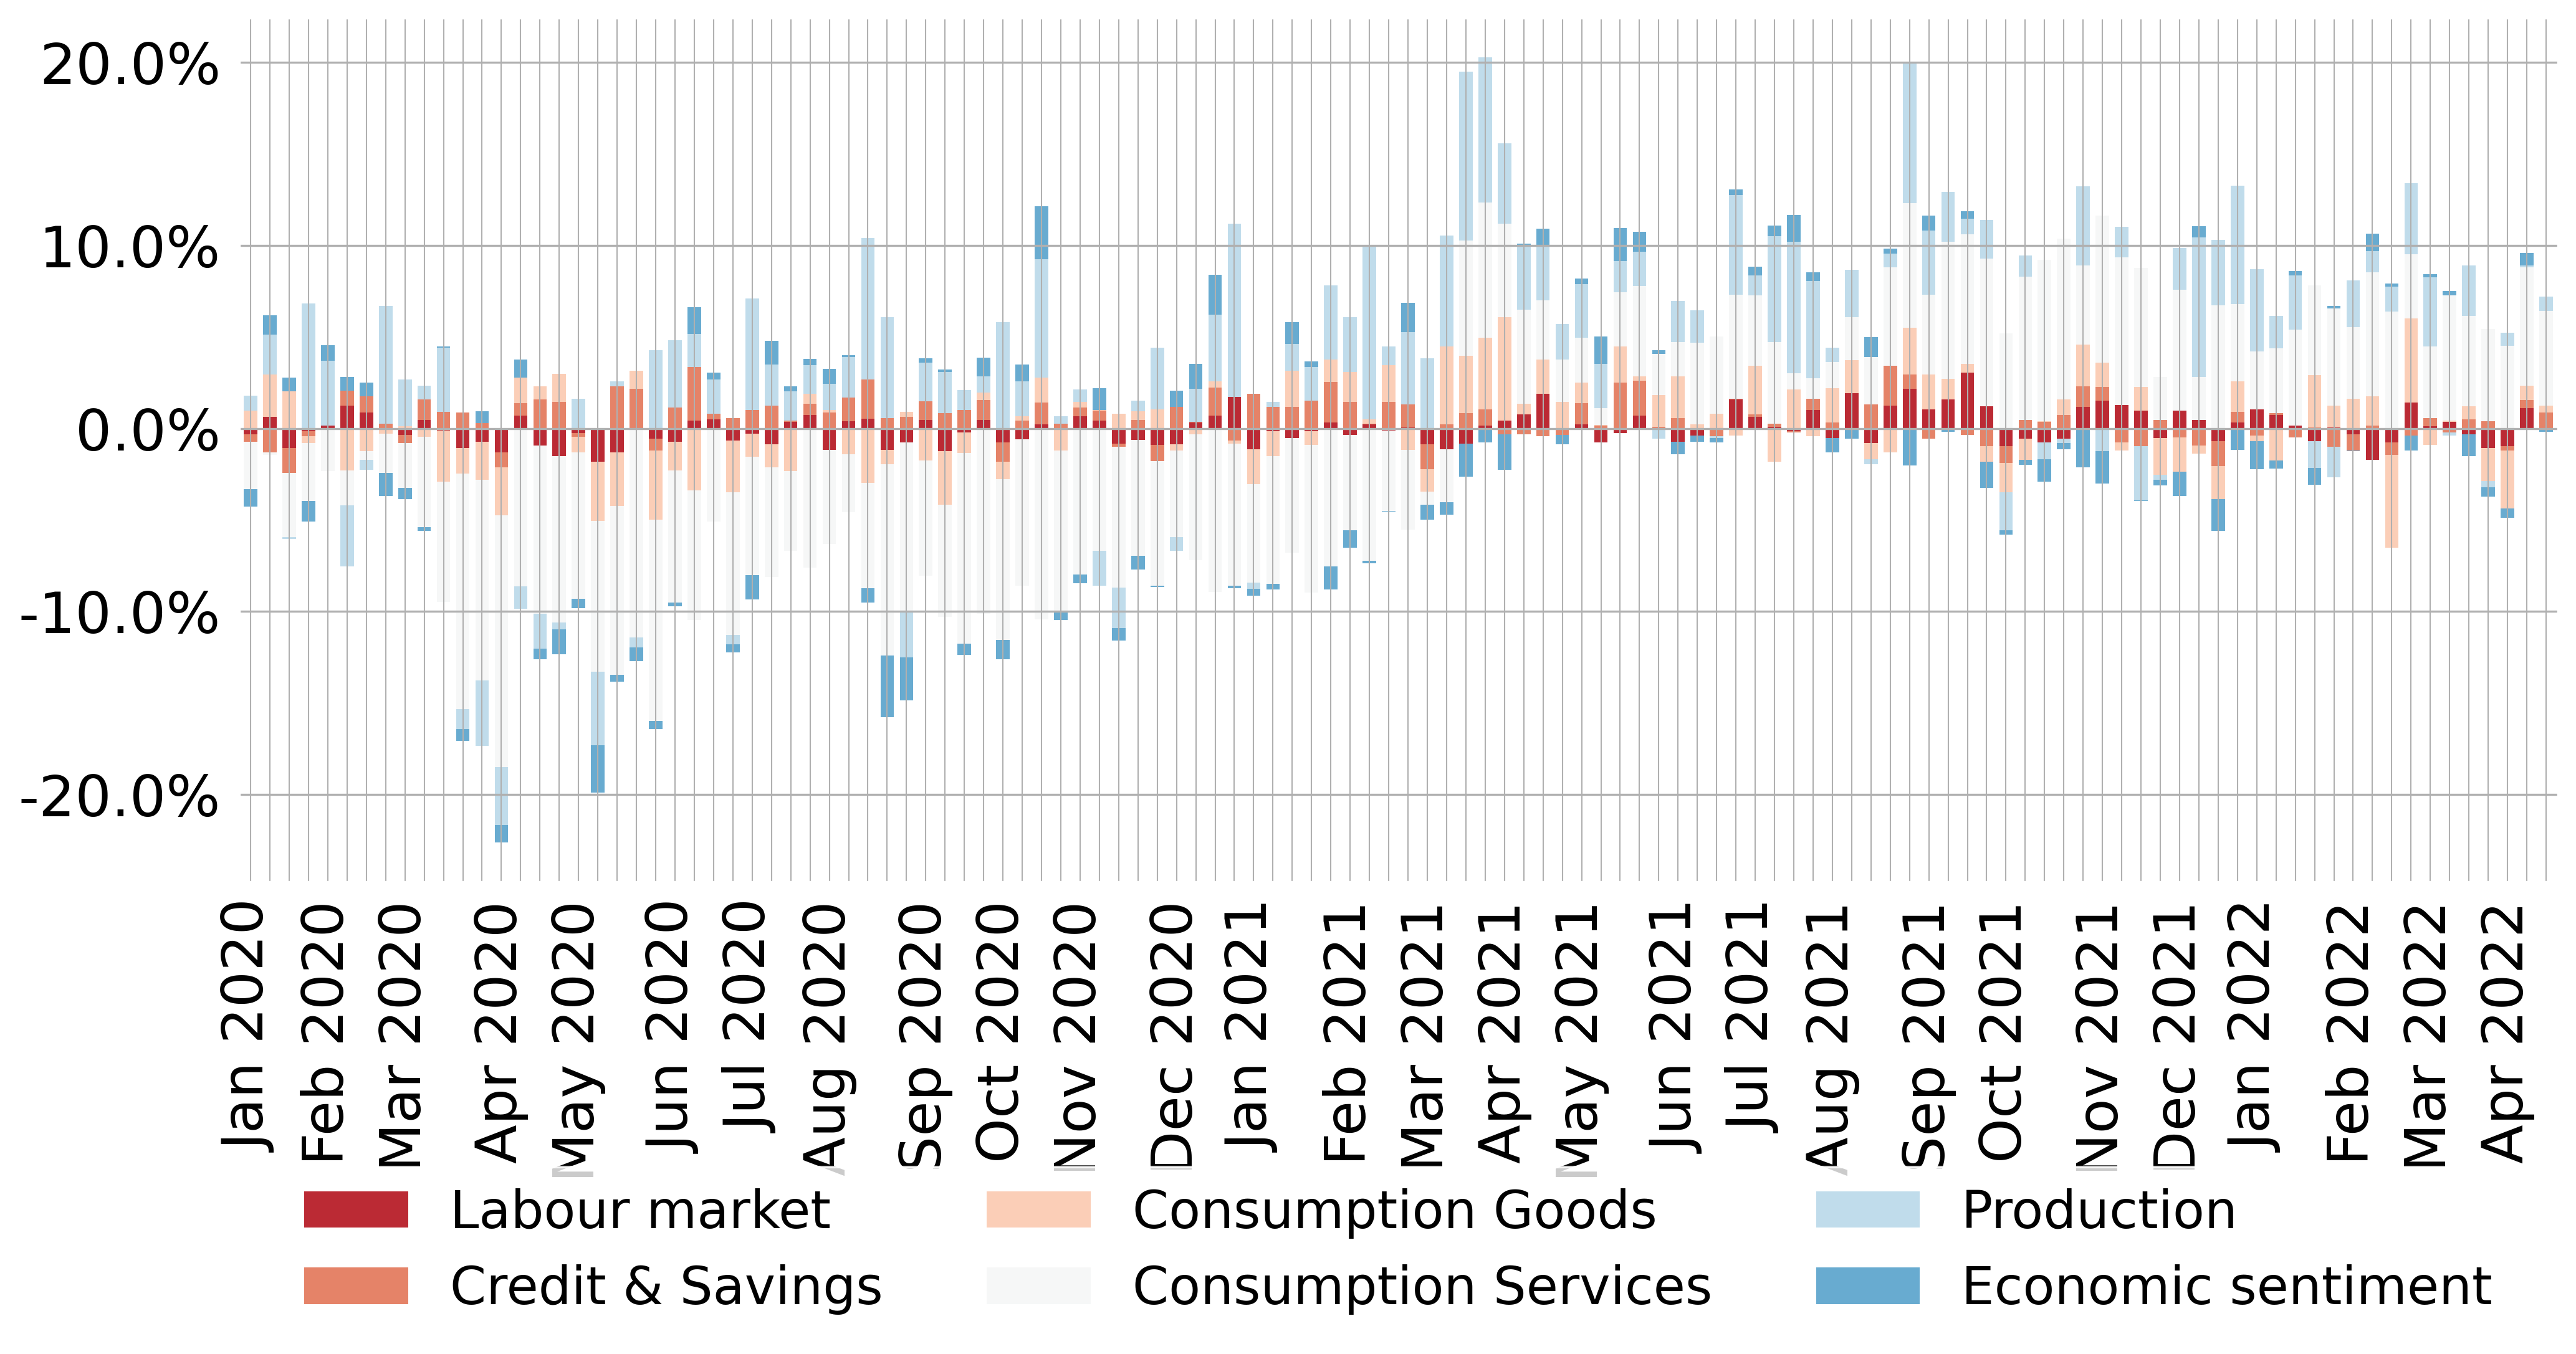 20.0%
10.0%
0.0%
-10.0%
-20.0%
Jan 2020
Feb 2020
Mar 2020
Apr 2020
May 2020
Jun 2020
Jul 2020
Aug 2020
Sep 2020
Oct 2020
Nov 2020
Dec 2020
Jan 2021
Feb 2021
Mar 2021
Apr 2021
May 2021
Jun 2021
Jul 2021
Aug 2021
Sep 2021
Oct 2021
Nov 2021
Dec 2021
Jan 2022
Feb 2022
Mar 2022
Apr 2022
Labour market
Credit & Savings
Consumption Goods
Consumption Services
Production
Economic sentiment